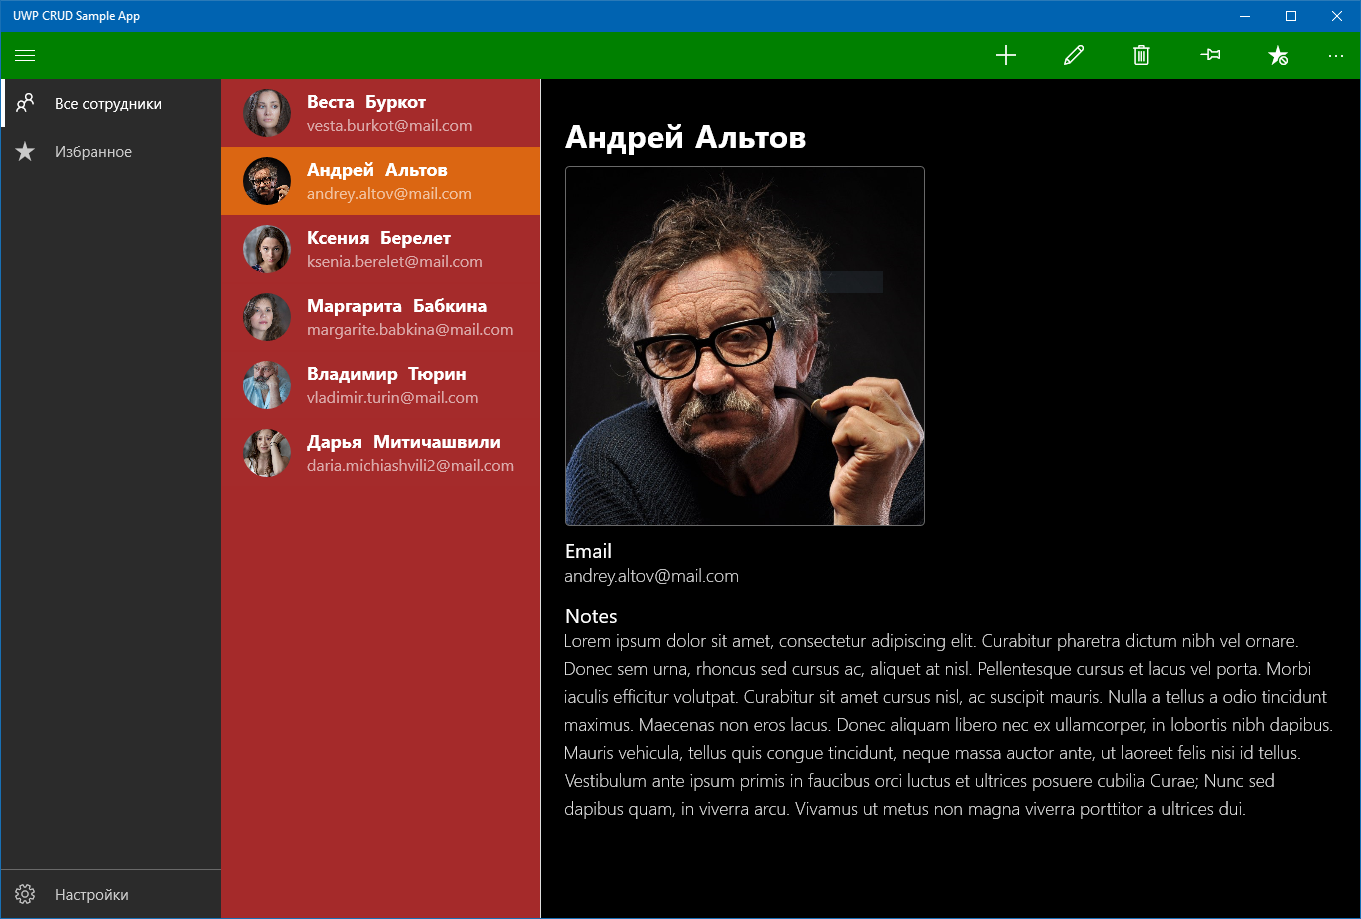 UWP CRUD Sample App
Все сотрудники
Избранное
Настройки
Веста Буркот
vesta.burkot@mail.com
Андрей Альтов
andrey.altov@mail.com
Ксения Берелет
ksenia.berelet@mail.com
Маргарита Бабкина
margarite.babkina@mail.com
Владимир Тюрин
vladimir.turin@mail.com
Дарья Митичашвили
daria.michiashvili2@mail.com
Андрей Альтов
Email
andrey.altov@mail.com
Notes
Lorem ipsum dolor sit amet, consectetur adipiscing elit. Curabitur pharetra dictum nibh vel ornare.
Donec sem urna, rhoncus sed cursus ac, aliquet at nisl. Pellentesque cursus et lacus vel porta. Morbi
iaculis efficitur volutpat. Curabitur sit amet cursus nisl, ac suscipit mauris. Nulla a tellus a odio tincidunt
maximus. Maecenas non eros lacus. Donec aliquam libero nec ex ullamcorper, in lobortis nibh dapibus.
Mauris vehicula, tellus quis congue tincidunt, neque massa auctor ante, ut laoreet felis nisi id tellus.
Vestibulum ante ipsum primis in faucibus orci luctus et ultrices posuere cubilia Curae; Nunc sed
dapibus quam, in viverra arcu. Vivamus ut metus non magna viverra porttitor a ultrices dui.